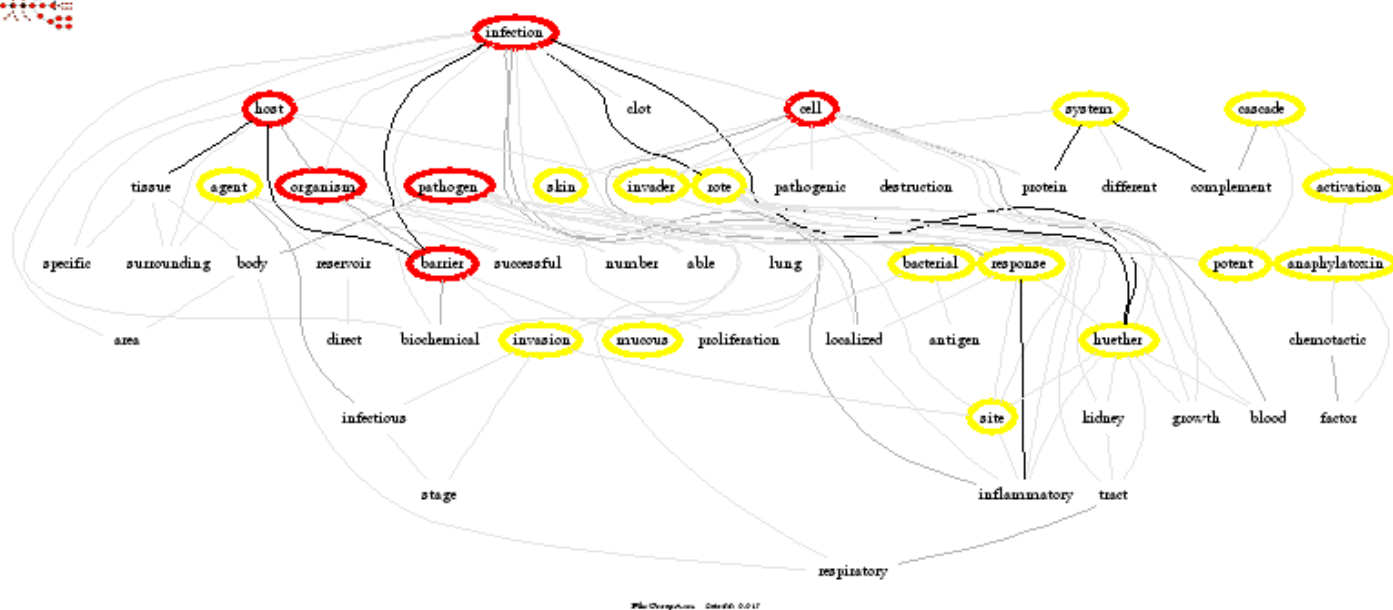 infection
host clot cell system cascade
tissue agent organism pathogen skin invader rote pathogenic destruction protein different complement activation
specific surrounding body reservoir barrier successful number able lung bacterial response potent anaphylatoxin
area direct biochemical invasion mucous proliferation localized antigen huether chemotactic
infectious site kidney growth blood factor
stage inflammatory tract
respiratory